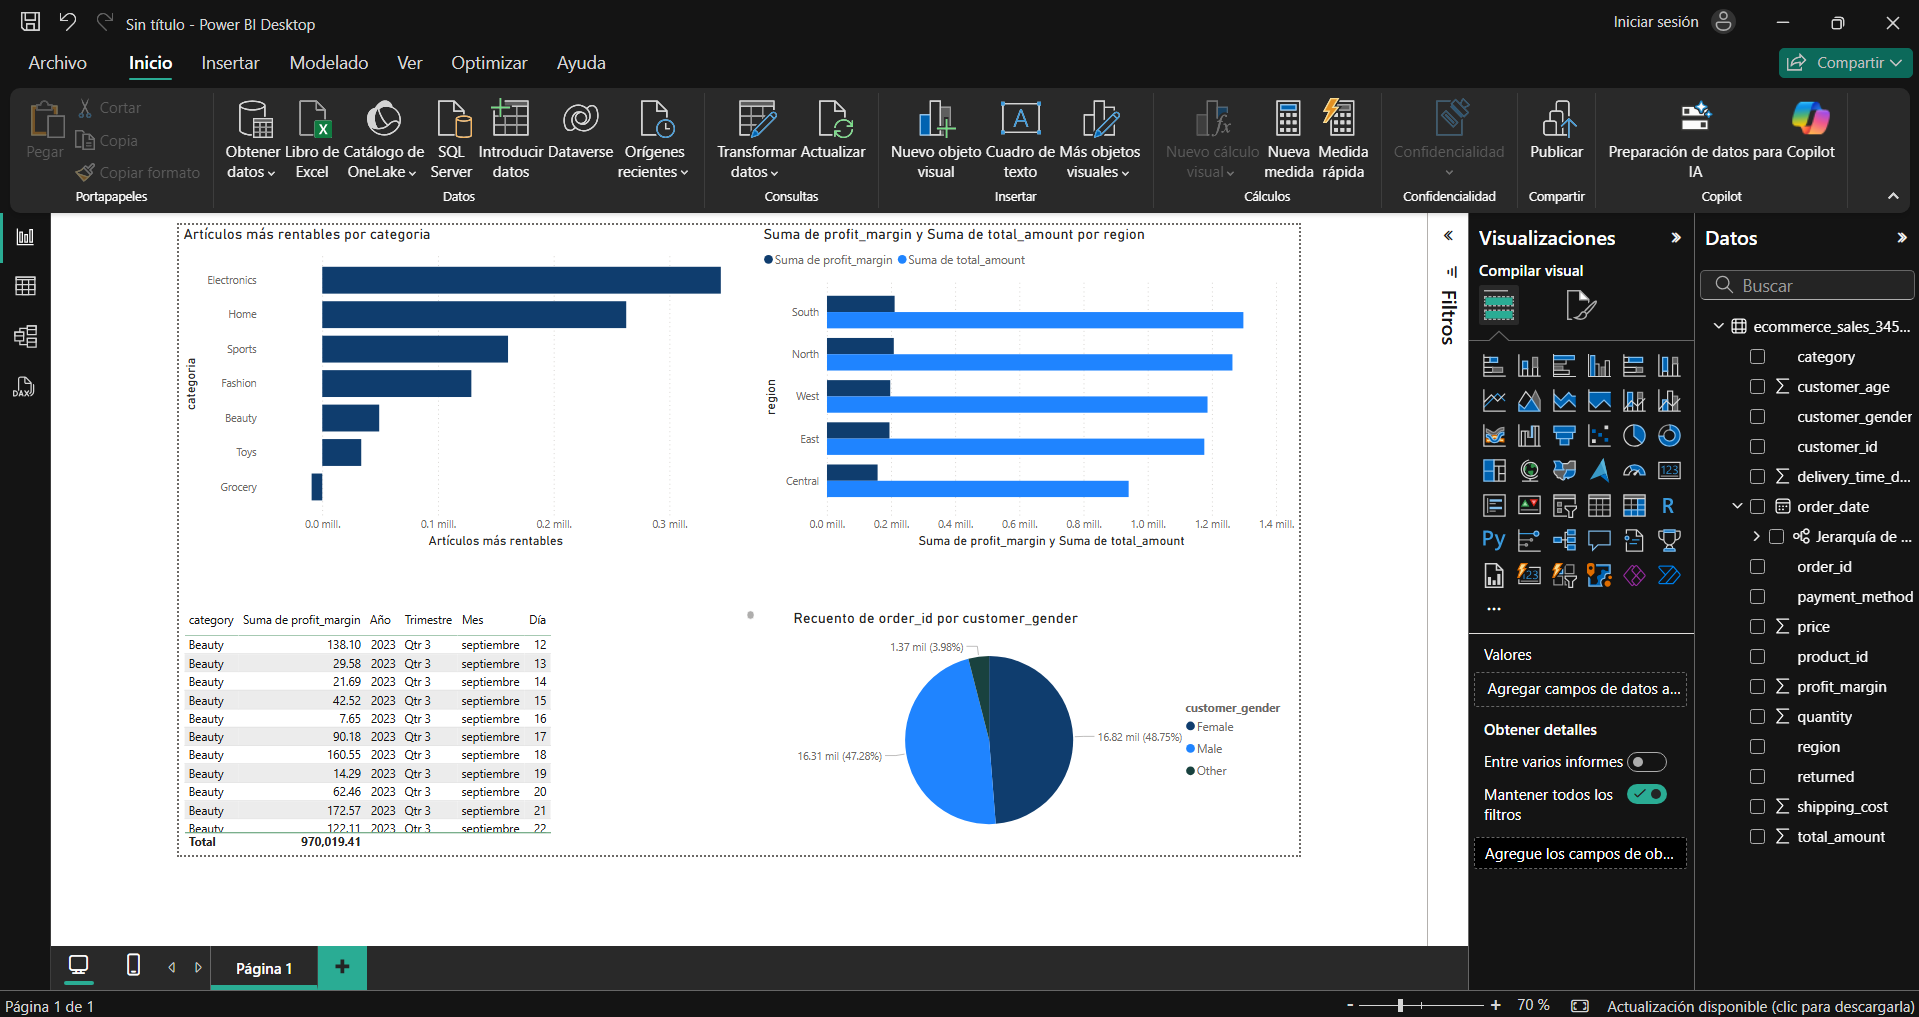 Sin título - Power BI Desktop
Iniciar sesión
Archivo
Inicio
Insertar
Modelado
Ver
Optimizar
Ayuda
Compartir
Pegar
Cortar
Copia
Copiar formato
Portapapeles
Obtener datos
Libro de Excel
Catálogo de OneLake
SQL Server
Introducir datos
Dataverse
Orígenes recientes
Datos
Transformar datos
Actualizar
Consultas
Nuevo objeto visual
Cuadro de texto
A
Más objetos visuales
Insertar
Nuevo cálculo visual
Nueva medida
Medida rápida
Cálculos
Confidencialidad
Confidencialidad
Publicar
Compartir
Preparación de datos para IA
Copilot
Copilot
Artículos más rentables por categoria
categoria
Electronics
Home
Sports
Fashion
Beauty
Toys
Grocery
0.0 mill. 0.1 mill. 0.2 mill. 0.3 mill.
Artículos más rentables
Suma de profit_margin y Suma de total_amount por region
Suma de profit_margin Suma de total_amount
region
South
North
West
East
Central
0.0 mill. 0.2 mill. 0.4 mill. 0.6 mill. 0.8 mill. 1.0 mill. 1.2 mill. 1.4 mill.
Suma de profit_margin y Suma de total_amount
category Suma de profit_margin Año Trimestre Mes Día
Beauty 138.10 2023 Qtr 3 septiembre 12
Beauty 29.58 2023 Qtr 3 septiembre 13
Beauty 21.69 2023 Qtr 3 septiembre 14
Beauty 42.52 2023 Qtr 3 septiembre 15
Beauty 7.65 2023 Qtr 3 septiembre 16
Beauty 90.18 2023 Qtr 3 septiembre 17
Beauty 160.55 2023 Qtr 3 septiembre 18
Beauty 14.29 2023 Qtr 3 septiembre 19
Beauty 62.46 2023 Qtr 3 septiembre 20
Beauty 172.57 2023 Qtr 3 septiembre 21
Beauty 122.11 2023 Qtr 3 septiembre 22
Total 970,019.41
Recuento de order_id por customer_gender
1.37 mil (3.98%)
16.31 mil (47.28%)
16.82 mil (48.75%)
customer_gender
Female
Male
Other
Filtros
Visualizaciones
Compilar visual
123
R
Py
123
...
Valores
Agregar campos de datos a...
Obtener detalles
Entre varios informes
Mantener todos los filtros
Agregue los campos de ob...
Datos
Buscar
ecommerce_sales_345...
category
customer_age
customer_gender
customer_id
delivery_time_d...
order_date
Jerarquía de ...
order_id
payment_method
price
product_id
profit_margin
quantity
region
returned
shipping_cost
total_amount
DAX
Página 1
+
Página 1 de 1
- + 70 %
Actualización disponible (clic para descargarla)